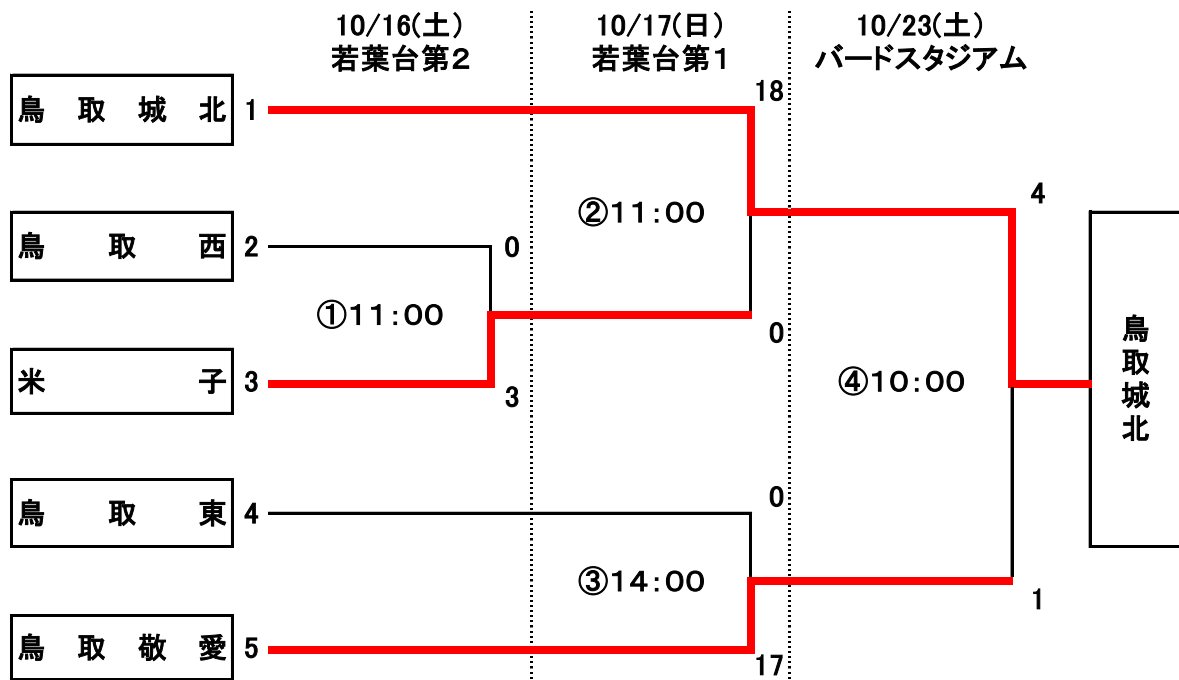 10/16(土)
若葉台第2
10/17(日)
若葉台第1
10/23(土)
バードスタジアム
鳥取城北 1
18
4
②11:00
鳥取西 2
0
①11:00
0
米子 3
3
④10:00
鳥取城北
鳥取東 4
0
③14:00
1
鳥取敬愛 5
17